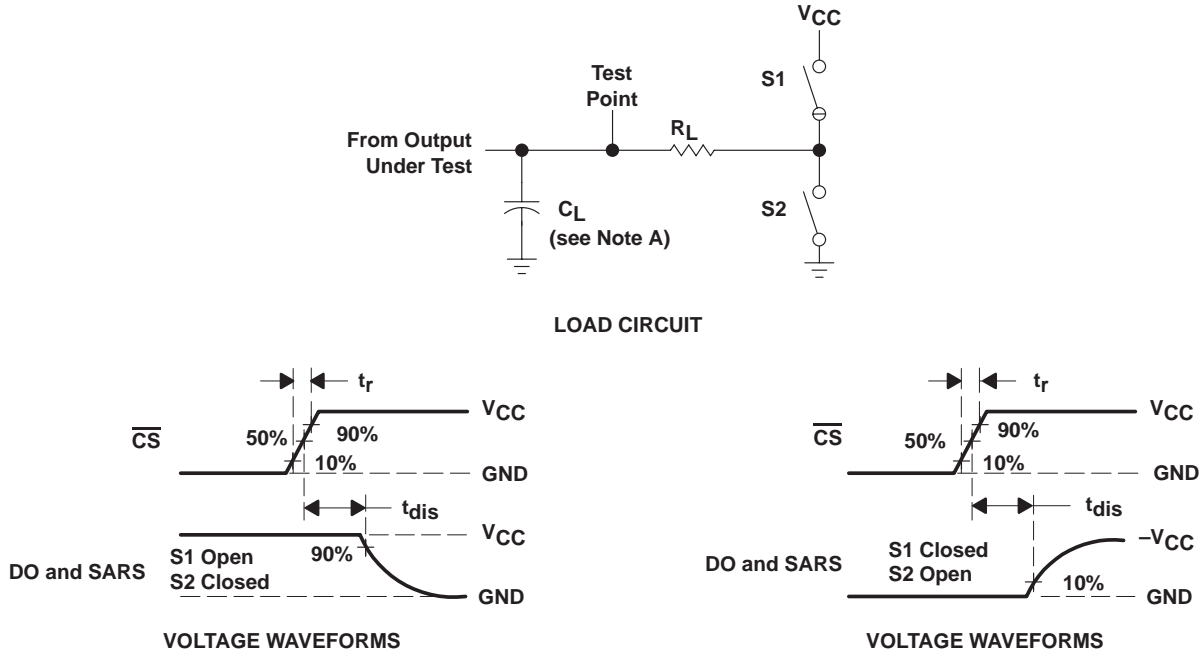 VCC
S1
Test
Point
RL
From Output
Under Test
S2
CL
(see Note A)
LOAD CIRCUIT
tr
VCC
CS
50%
90%
10%
GND
tdis
VCC
S1 Open
S2 Closed
90%
DO and SARS
GND
VOLTAGE WAVEFORMS
tr
VCC
CS
50%
90%
10%
GND
tdis
–VCC
S1 Closed
S2 Open
DO and SARS
10%
GND
VOLTAGE WAVEFORMS